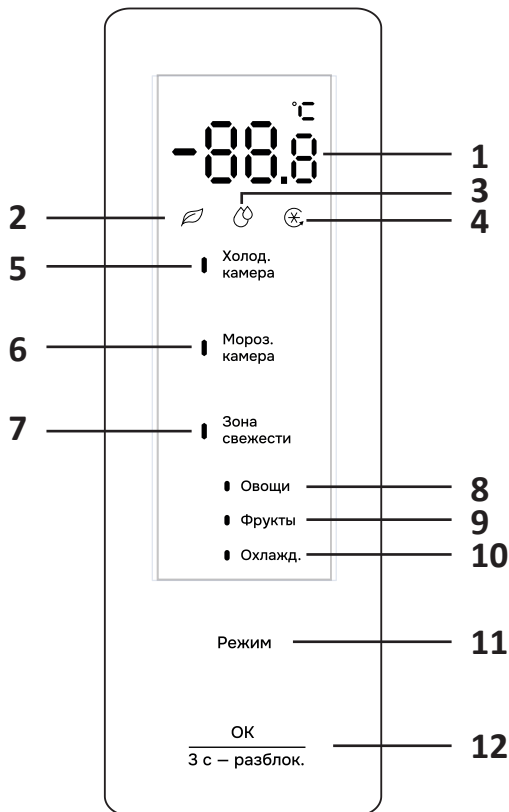 °C
-88.8
1
3
2
4
Холод.
камера
5
Мороз.
камера
6
Зона
свежести
7
Овощи
8
Фрукты
9
Охлажд.
10
Режим
11
ОК
3 с — разблок.
12